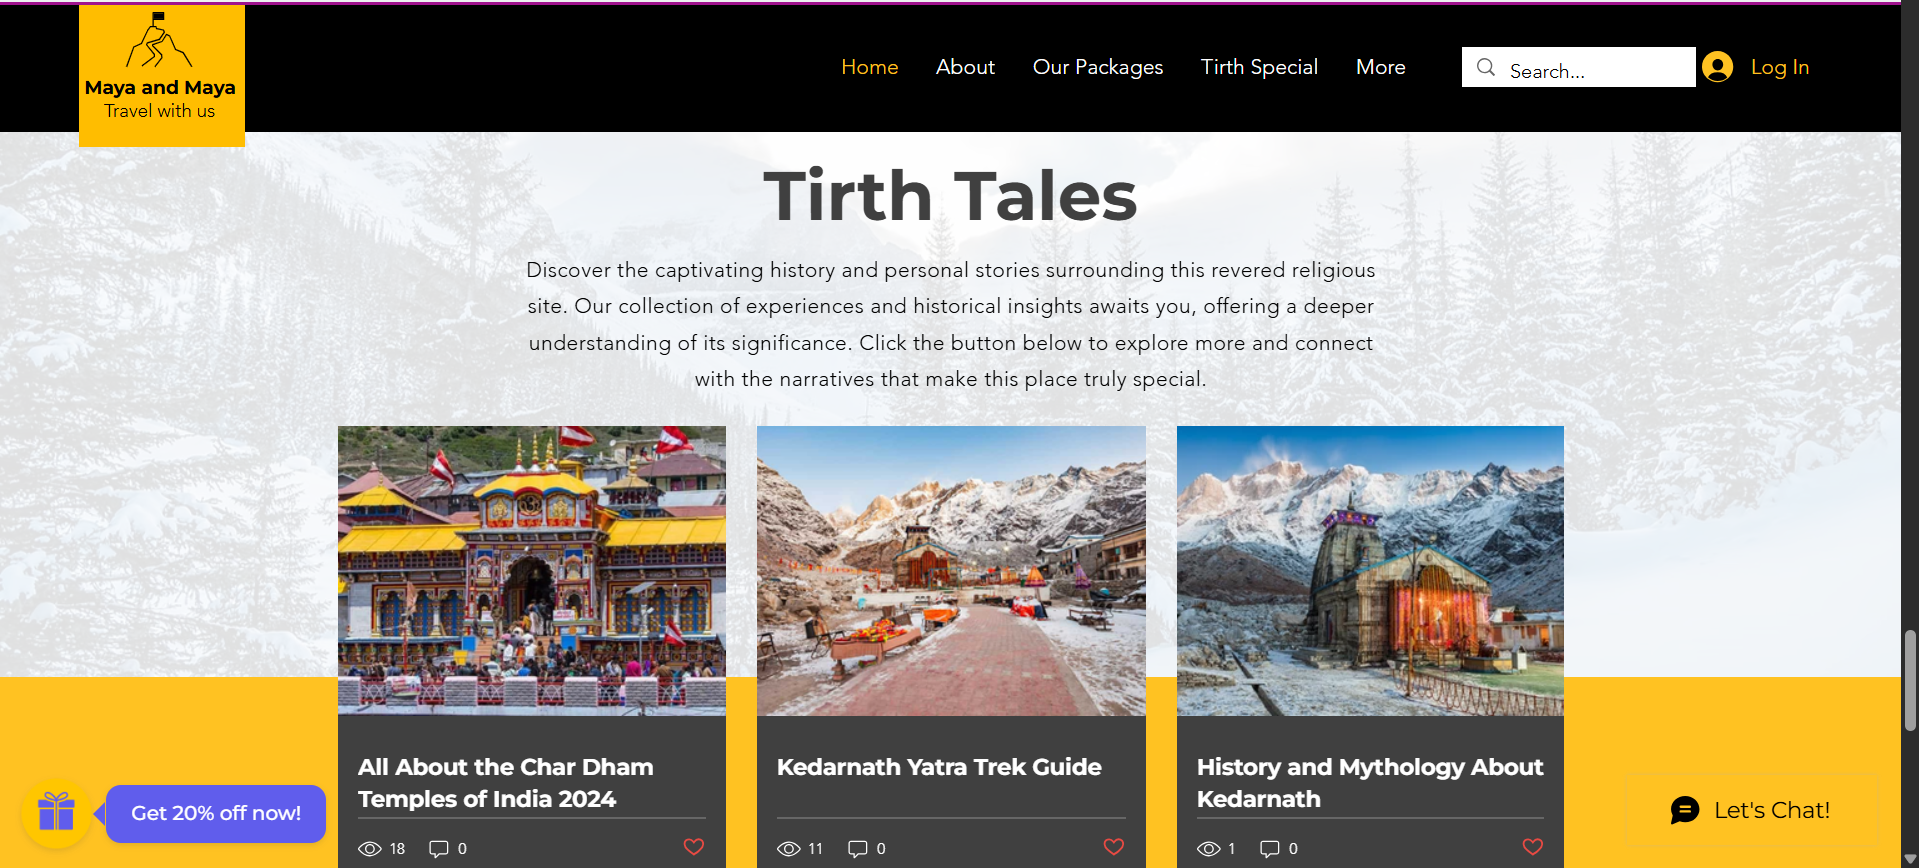 Maya and Maya
Travel with us
Home
About
Our Packages
Tirth Special
More
Search...
Log In
Tirth Tales
Discover the captivating history and personal stories surrounding this revered religious
site. Our collection of experiences and historical insights awaits you, offering a deeper
understanding of its significance. Click the button below to explore more and connect
with the narratives that make this place truly special.
All About the Char Dham
Temples of India 2024
18
0
Kedarnath Yatra Trek Guide
11
0
History and Mythology About
Kedarnath
1
0
Get 20% off now!
Let's Chat!